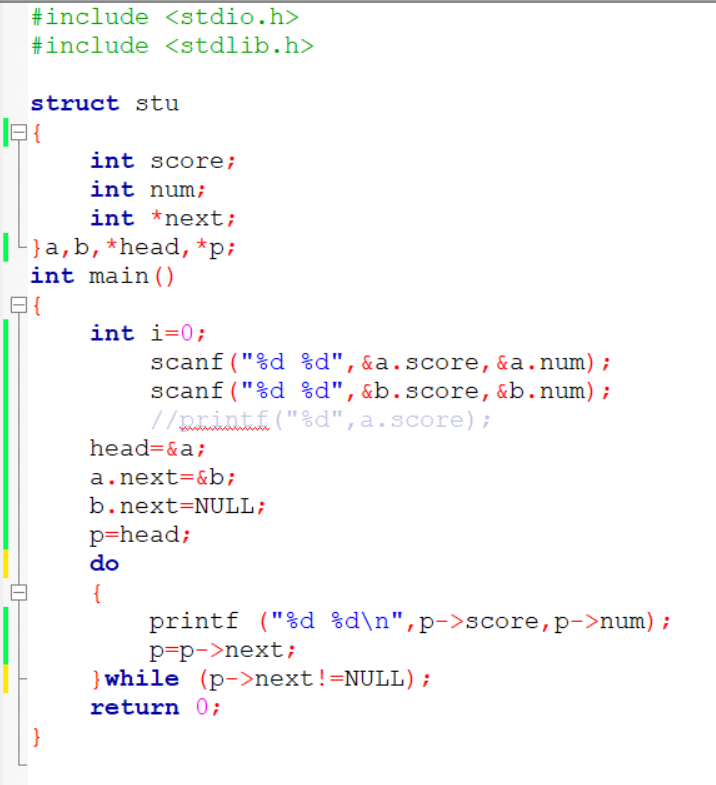 #include <stdio.h>
#include <stdlib.h>
struct stu
{
int score;
int num;
int *next;
}a,b,*head,*p;
int main()
{
int i=0;
scanf("%d %d",&a.score,&a.num);
scanf("%d %d",&b.score,&b.num);
//printf("%d",a.score);
head=&a;
a.next=&b;
b.next=NULL;
p=head;
do
{
printf ("%d %d\n",p->score,p->num);
p=p->next;
}while (p->next!=NULL);
return 0;
}